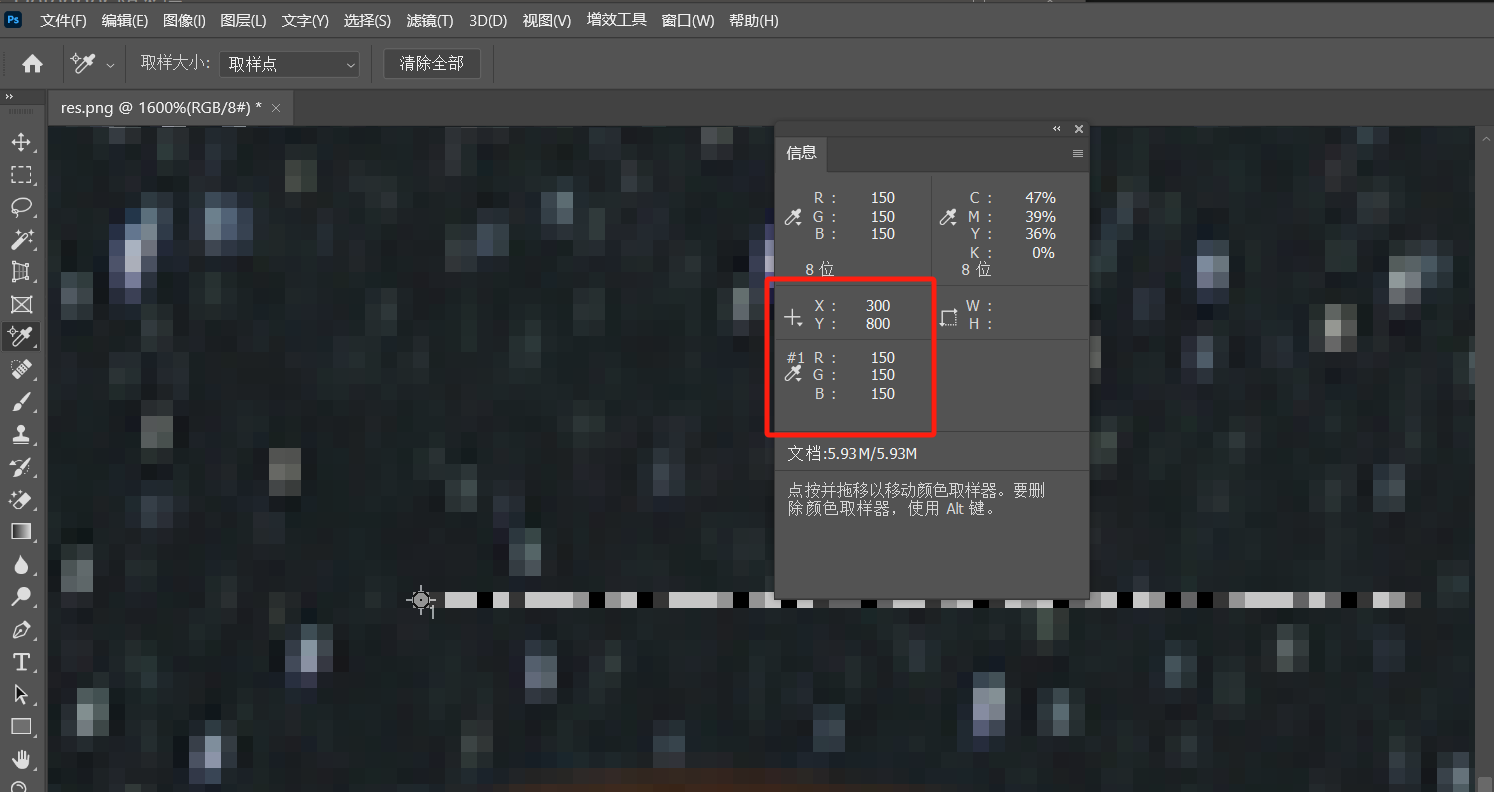 Ps 文件(F) 编辑(E) 图像(I) 图层(L) 文字(Y) 选择(S) 滤镜(T) 3D(D) 视图(V) 增效工具 窗口(W) 帮助(H)
取样大小: 取样点 清除全部
res.png @ 1600%(RGB/8#) *
信息
R : 150 C : 47%
G : 150 M : 39%
B : 150 Y : 36%
K : 0%
8 位 8 位
X : 300 W :
Y : 800 H :
#1 R : 150
G : 150
B : 150
文档:5.93M/5.93M
点按并拖移以移动颜色取样器。要删
除颜色取样器，使用 Alt 键。
1
T